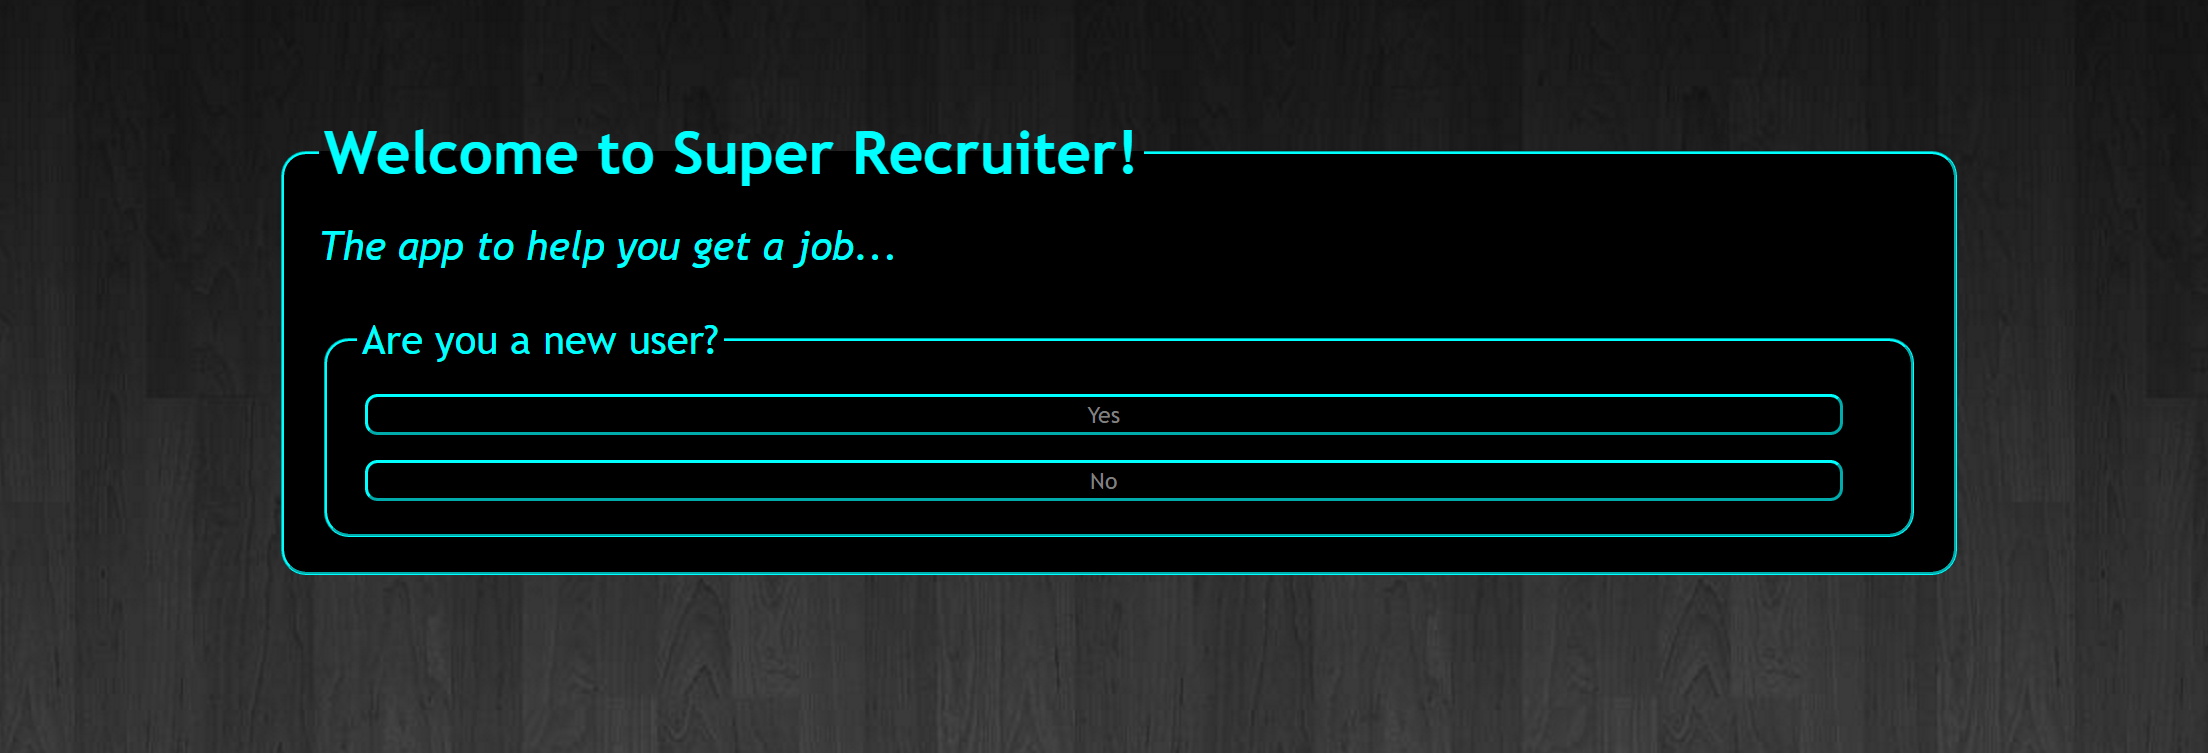 Welcome to Super Recruiter!
The app to help you get a job...
Are you a new user?
Yes
No